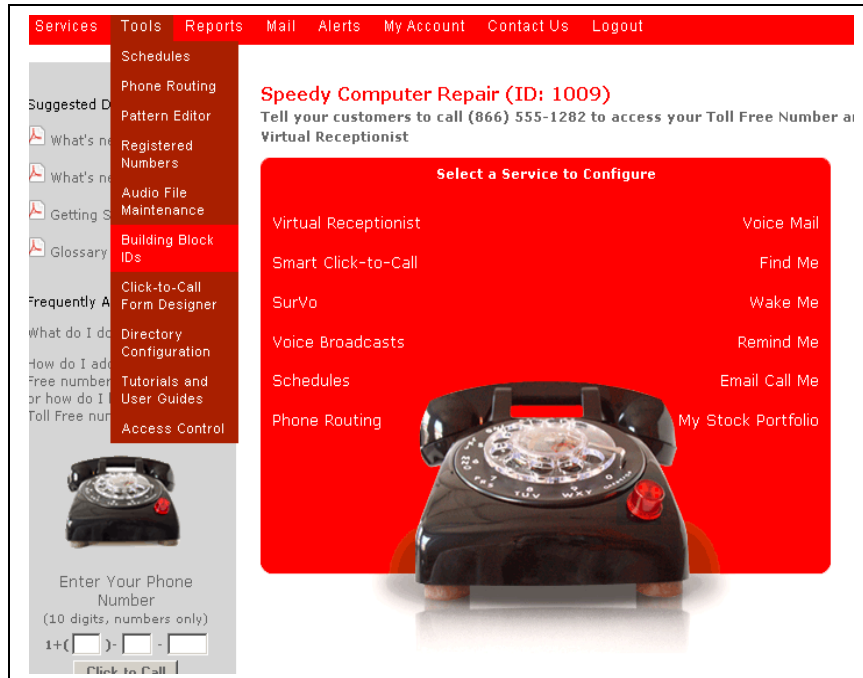 Services Tools Reports Mail Alerts My Account Contact Us Logout
Schedules
Phone Routing
Pattern Editor
Registered
Numbers
Audio File
Maintenance
Building Block
IDs
Click-to-Call
Form Designer
Directory
Configuration
Tutorials and
User Guides
Access Control
Suggested D
What's ne
What's ne
Getting S
Glossary
Frequently A
What do I do
How do I add
Free number
or how do I
Toll Free nur
Enter Your Phone
Number
(10 digits, numbers only)
1+( )- -
Click to Call
Speedy Computer Repair (ID: 1009)
Tell your customers to call (866) 555-1282 to access your Toll Free Number a
Virtual Receptionist
Select a Service to Configure
Virtual Receptionist Voice Mail
Smart Click-to-Call Find Me
SurVo Wake Me
Voice Broadcasts Remind Me
Schedules Email Call Me
Phone Routing My Stock Portfolio